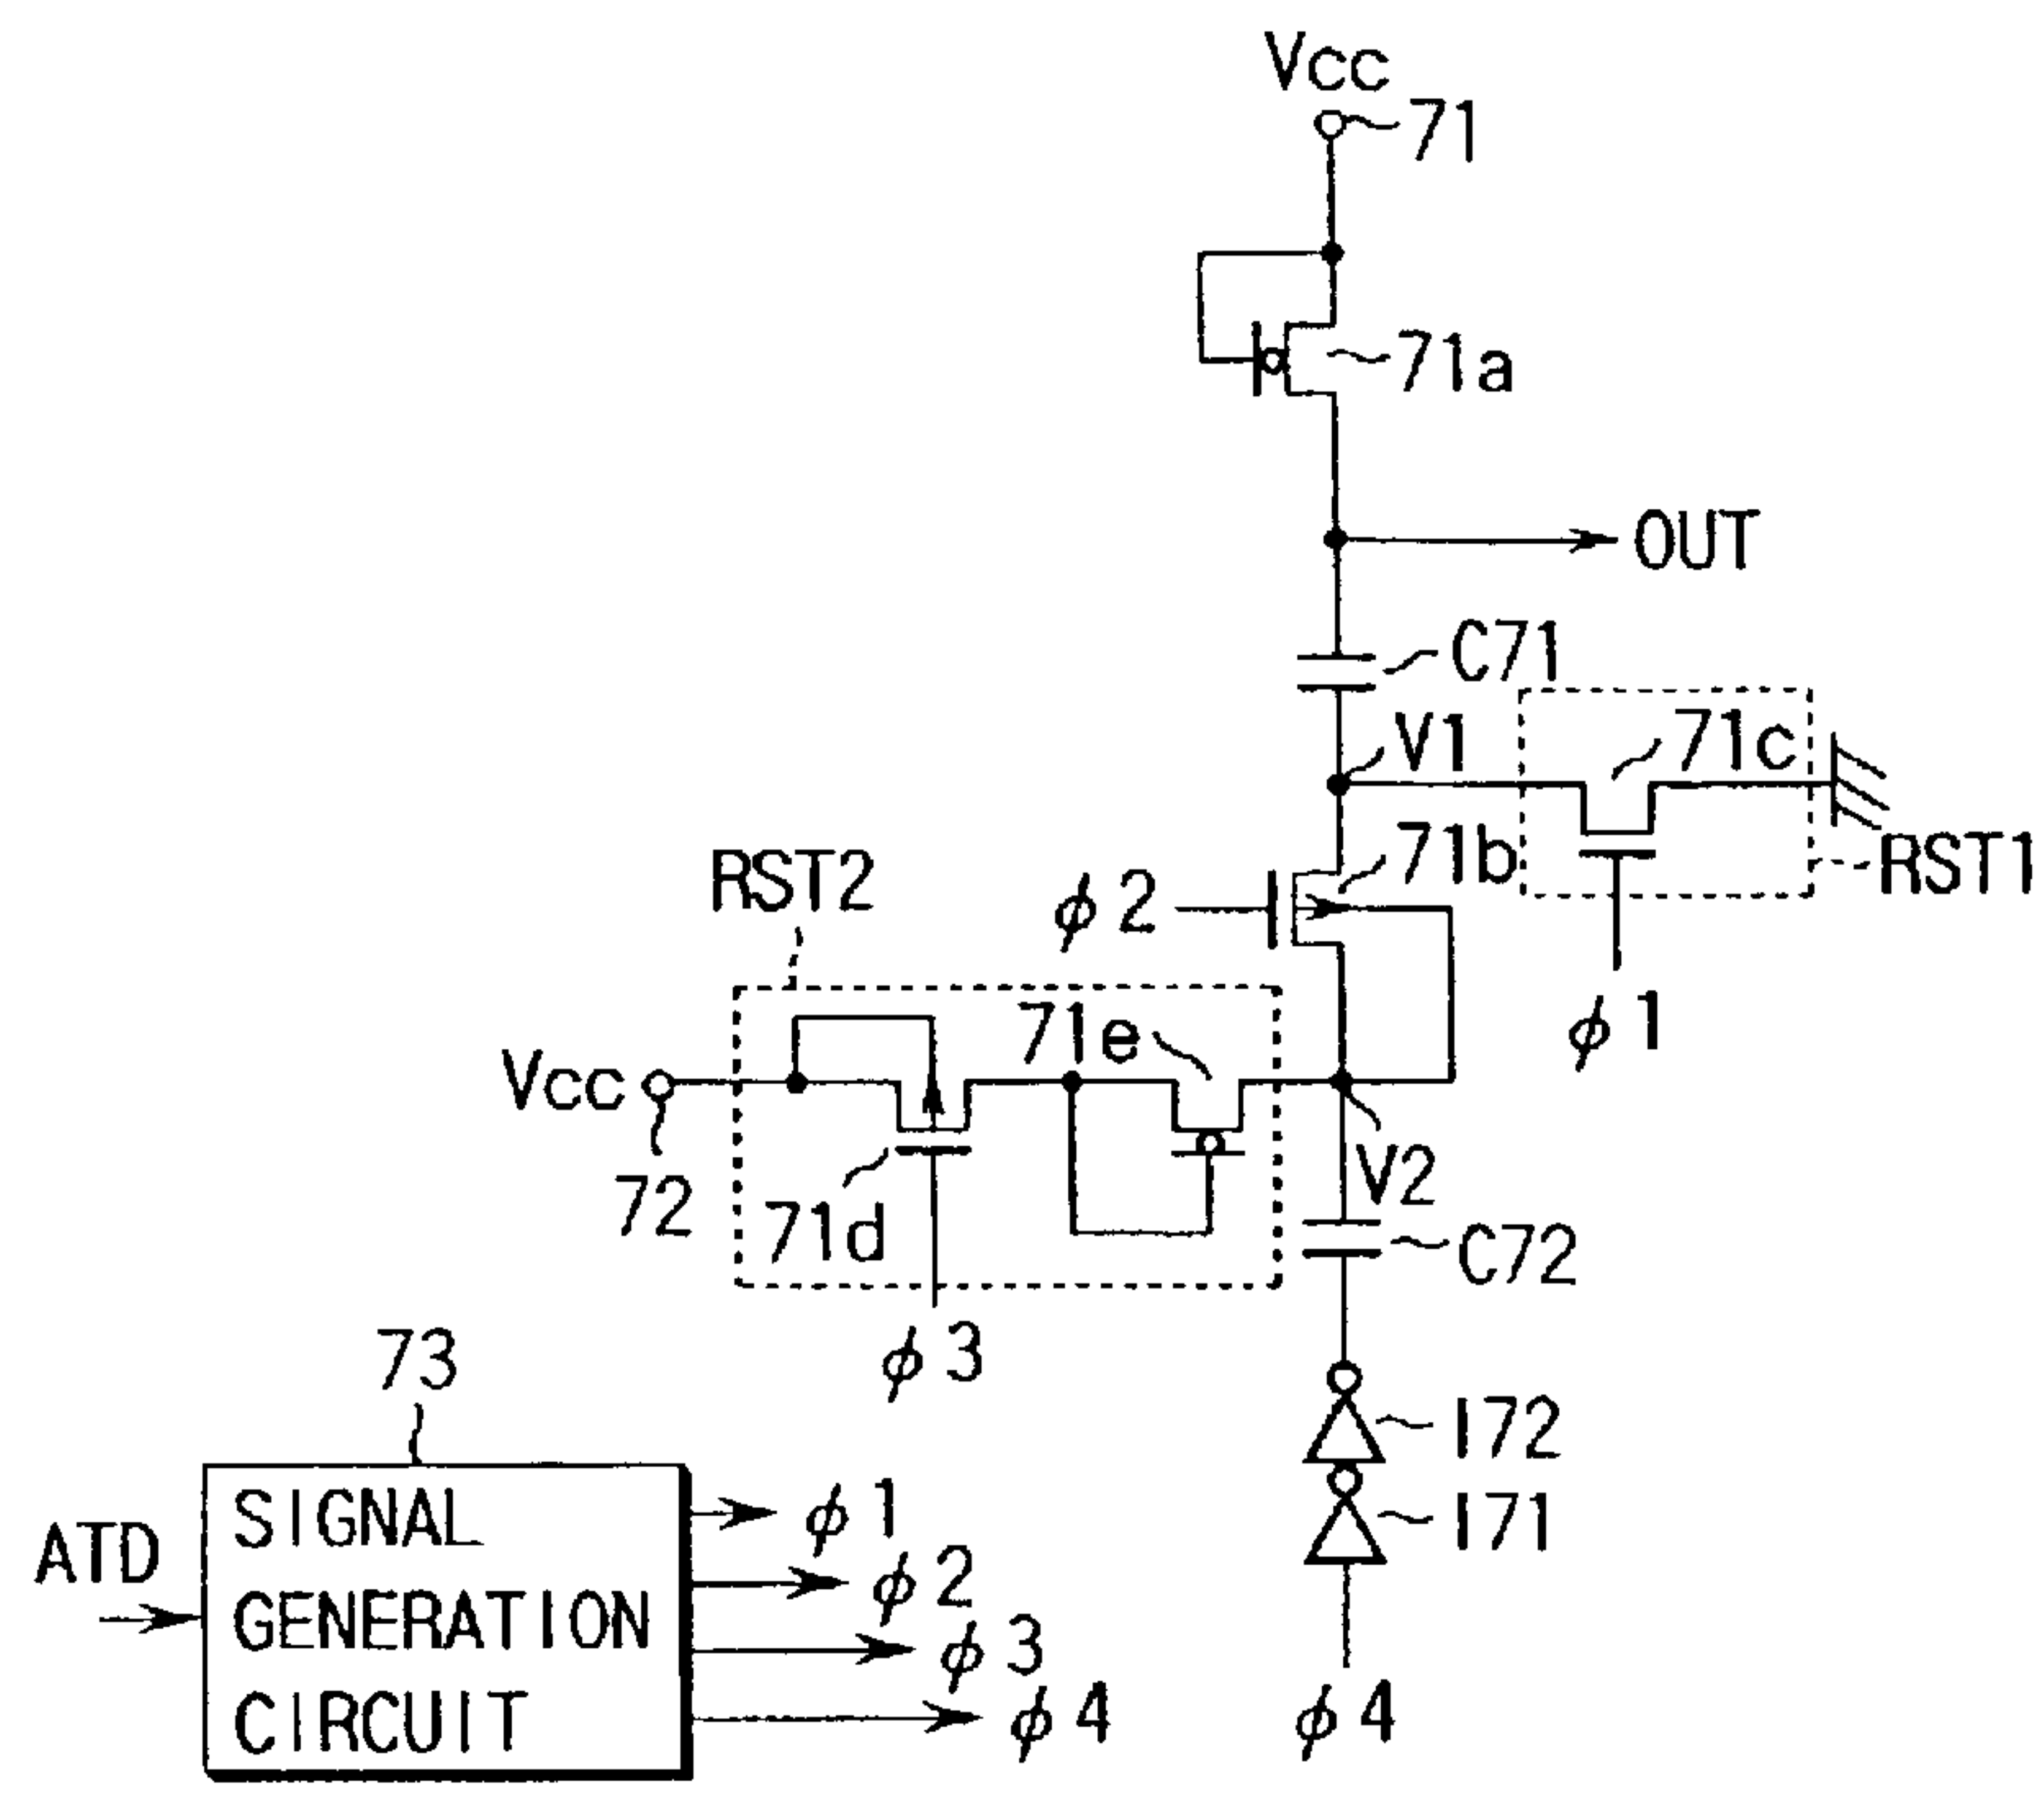 Vcc
71
71a
OUT
C71
V1
71c
71b
RST1
RST2
φ2
φ1
71e
Vcc
72
71d
V2
C72
φ3
73
I72
I71
SIGNAL
GENERATION
CIRCUIT
ATD
φ1
φ2
φ3
φ4
φ4